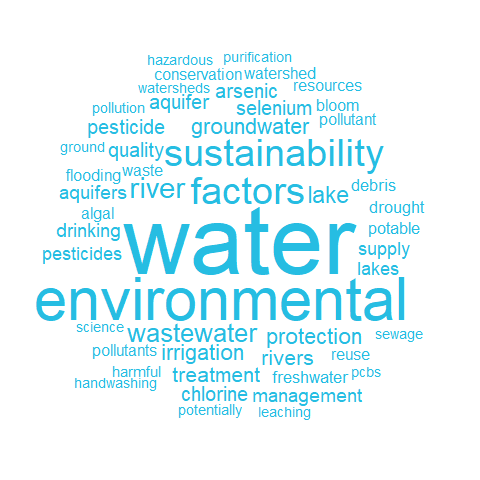 hazardous purification
conservation watershed
watersheds arsenic resources
pollution aquifer selenium bloom
pesticide groundwater pollutant
ground quality sustainability
flooding waste
aquifers river factors lake debris
algal drought
drinking water potable
pesticides supply
lakes
environmental
science wastewater protection sewage
pollutants irrigation rivers reuse
harmful treatment freshwater pcbs
handwashing chlorine management
potentially leaching